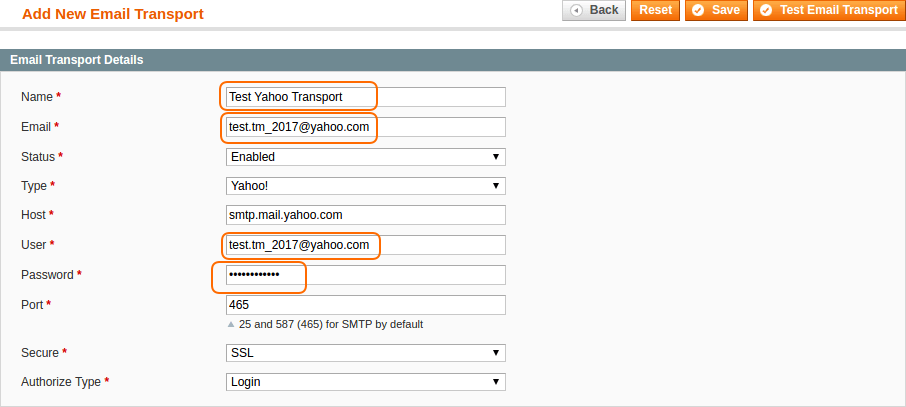 Add New Email Transport
Back Reset Save Test Email Transport
Email Transport Details
Name * Test Yahoo Transport
Email * test.tm_2017@yahoo.com
Status * Enabled
Type * Yahoo!
Host * smtp.mail.yahoo.com
User * test.tm_2017@yahoo.com
Password * ••••••••••••
Port * 465
25 and 587 (465) for SMTP by default
Secure * SSL
Authorize Type * Login